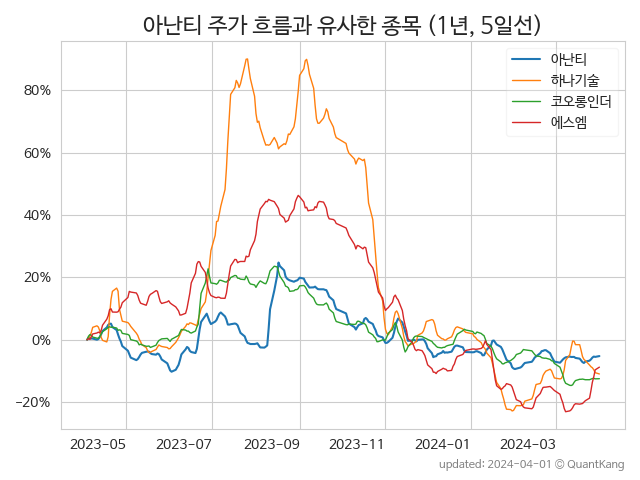 아난티 주가 흐름과 유사한 종목 (1년, 5일선)
아난티
하나기술
코오롱인더
에스엠
80%
60%
40%
20%
0%
−20%
2023-05 2023-07 2023-09 2023-11 2024-01 2024-03
updated: 2024-04-01 © QuantKang